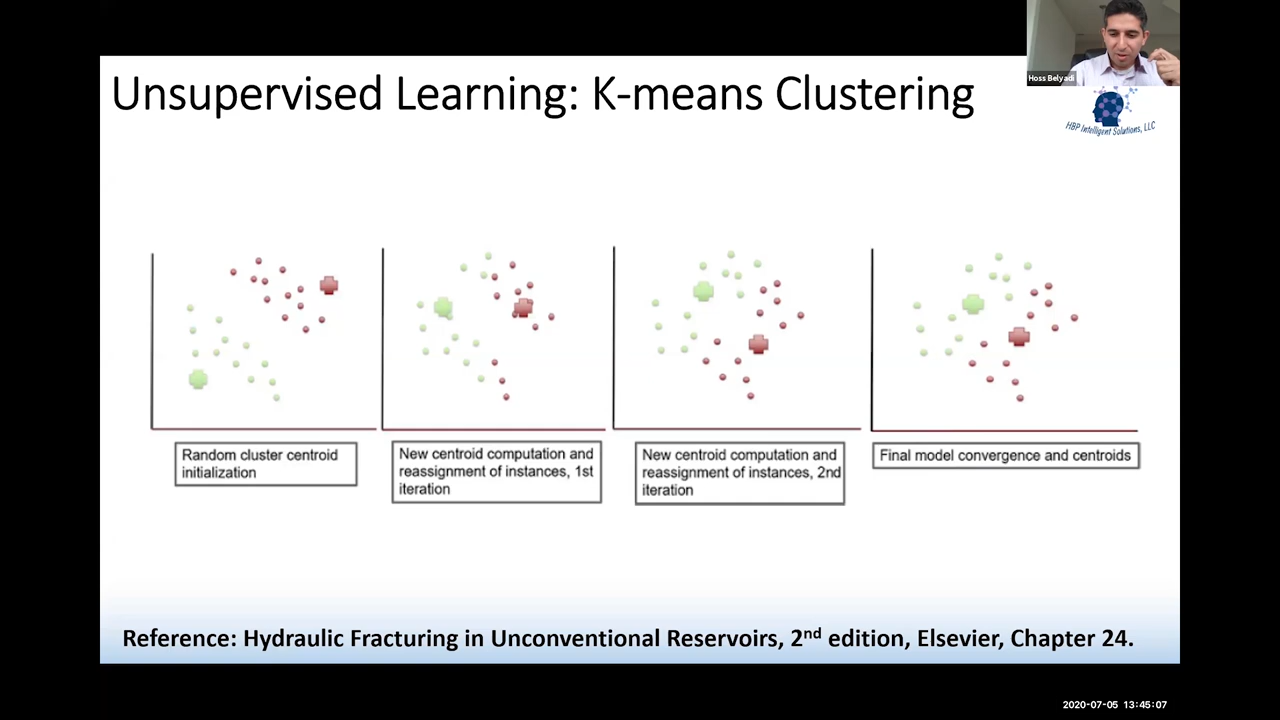 Hoss Belyadi
Unsupervised Learning: K-means Clustering
HBP Intelligent Solutions, LLC
Random cluster centroid
initialization
New centroid computation and
reassignment of instances, 1st
iteration
New centroid computation and
reassignment of instances, 2nd
iteration
Final model convergence and centroids
Reference: Hydraulic Fracturing in Unconventional Reservoirs, 2nd edition, Elsevier, Chapter 24.
2020-07-05 13:45:07